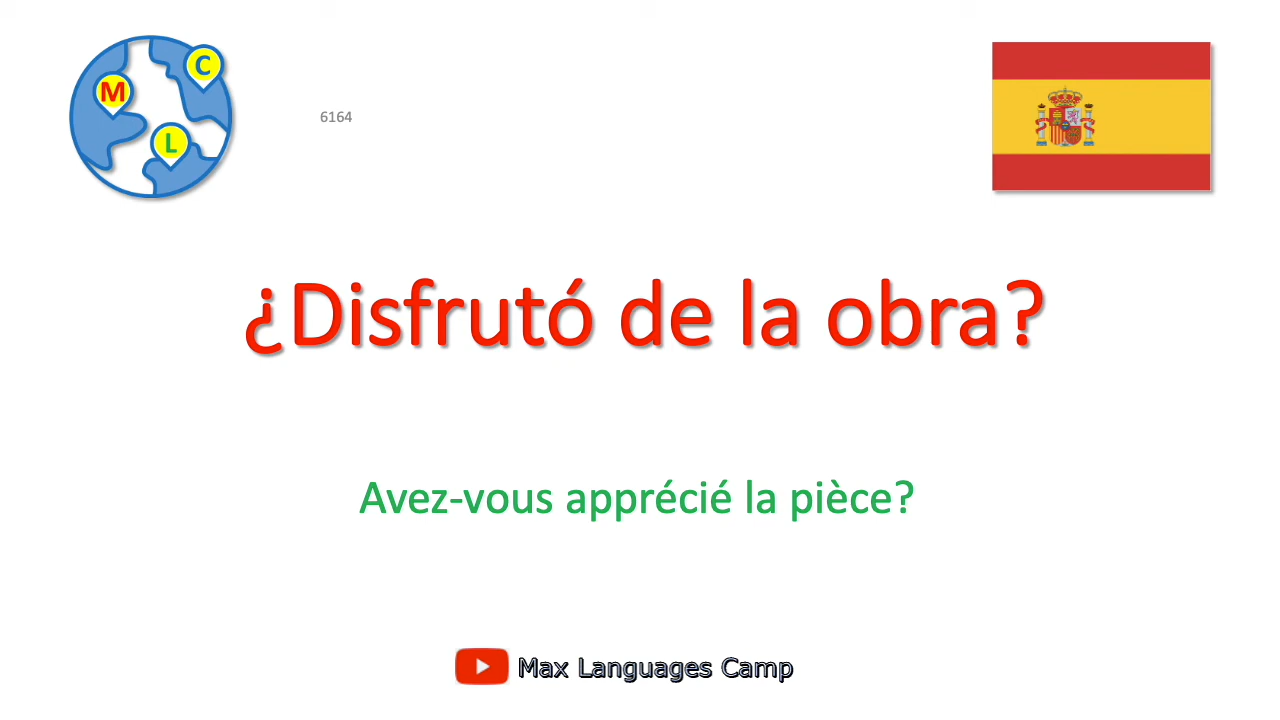 M
C
L
6164
¿Disfrutó de la obra?
Avez-vous apprécié la pièce?
Max Languages Camp